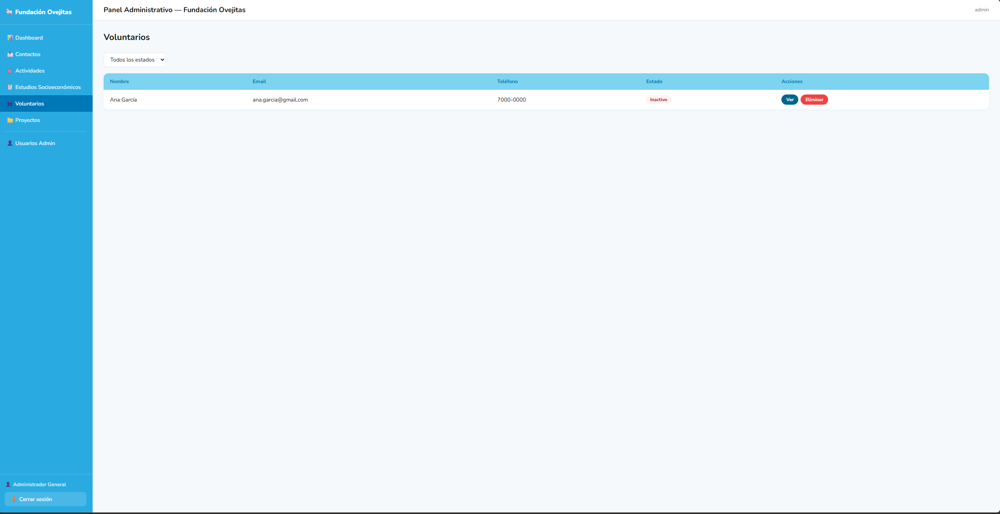 Fundación Ovejitas
Panel Administrativo — Fundación Ovejitas
admin
Dashboard
Contactos
Actividades
Estudios Socioeconómicos
Voluntarios
Proyectos
Usuarios Admin
Voluntarios
Todos los estados
Nombre Email Teléfono Estado Acciones
Ana García ana.garcia@gmail.com 7000-0000 Inactivo Ver Eliminar
Administrador General
Cerrar sesión